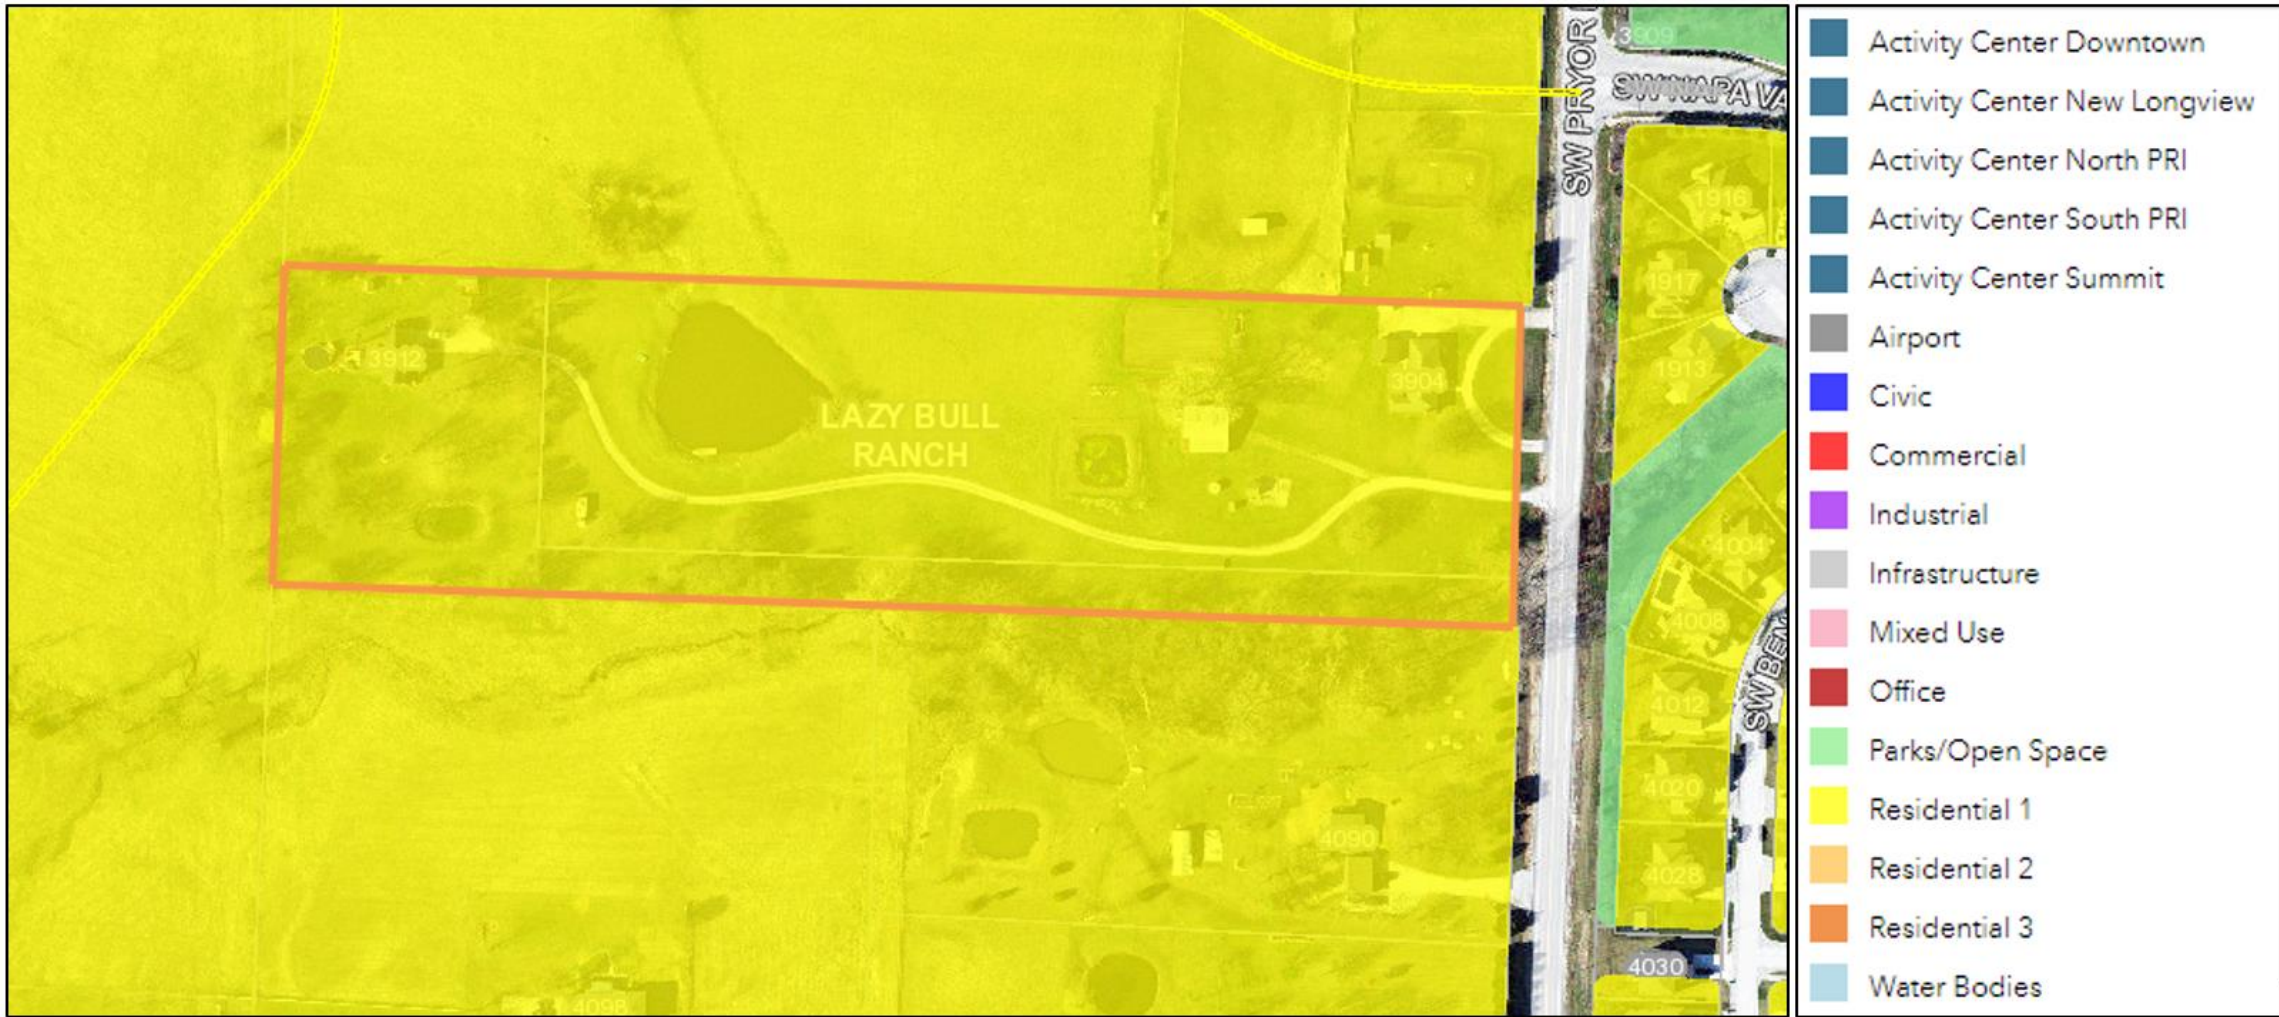 SW PRYOR
3909
SW NAPA VA
1916
1917
1913
3912
3904
LAZY BULL
RANCH
4004
4008
SW BEN
4012
4020
4090
4028
4030
4098
Activity Center Downtown
Activity Center New Longview
Activity Center North PRI
Activity Center South PRI
Activity Center Summit
Airport
Civic
Commercial
Industrial
Infrastructure
Mixed Use
Office
Parks/Open Space
Residential 1
Residential 2
Residential 3
Water Bodies